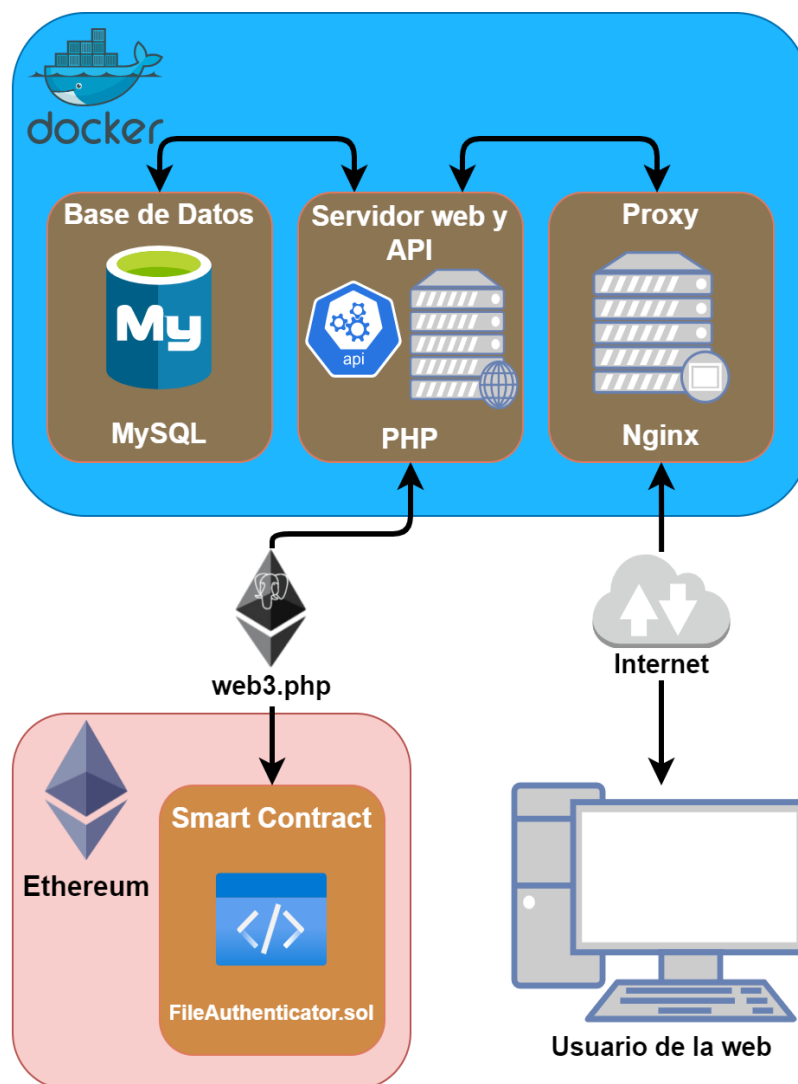 docker
Base de Datos
My
MySQL
Servidor web y
API
api
PHP
Proxy
Nginx
web3.php
Internet
Ethereum
Smart Contract
</>
FileAuthenticator.sol
Usuario de la web